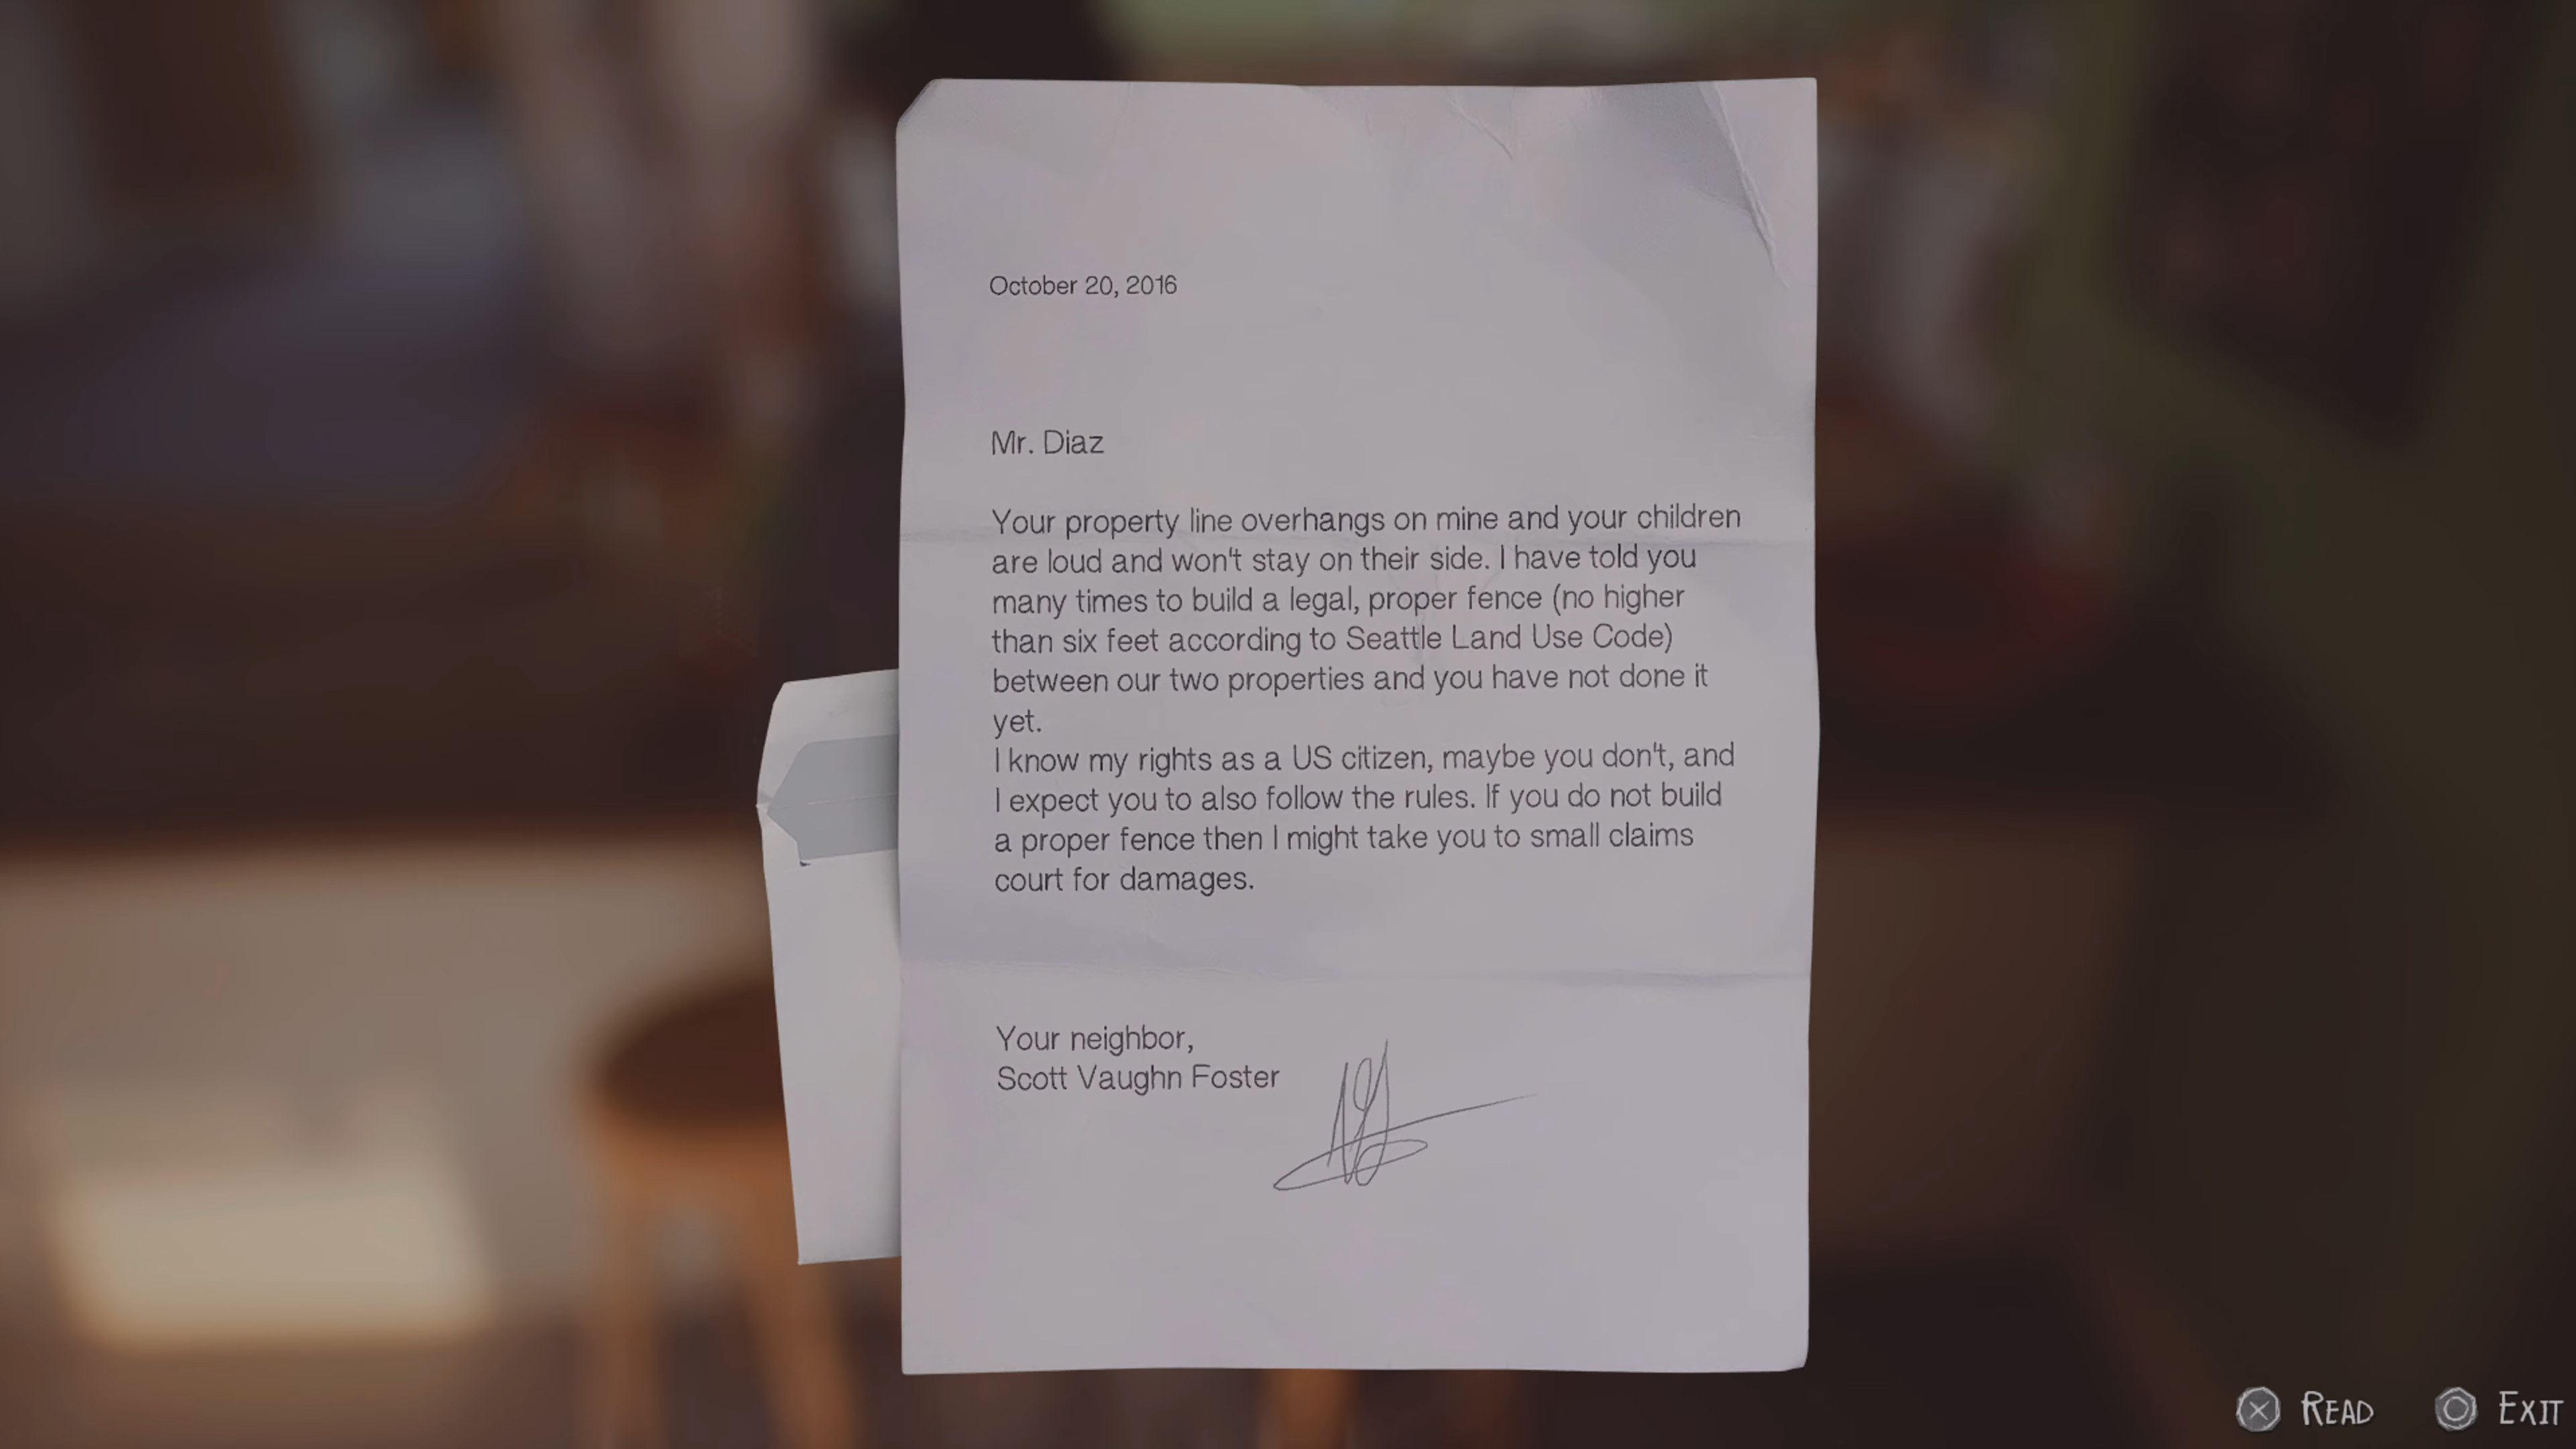 October 20, 2016
Mr. Diaz
Your property line overhangs on mine and your children
are loud and won't stay on their side. I have told you
many times to build a legal, proper fence (no higher
than six feet according to Seattle Land Use Code)
between our two properties and you have not done it
yet.
I know my rights as a US citizen, maybe you don't, and
I expect you to also follow the rules. If you do not build
a proper fence then I might take you to small claims
court for damages.
Your neighbor,
Scott Vaughn Foster
READ
EXIT